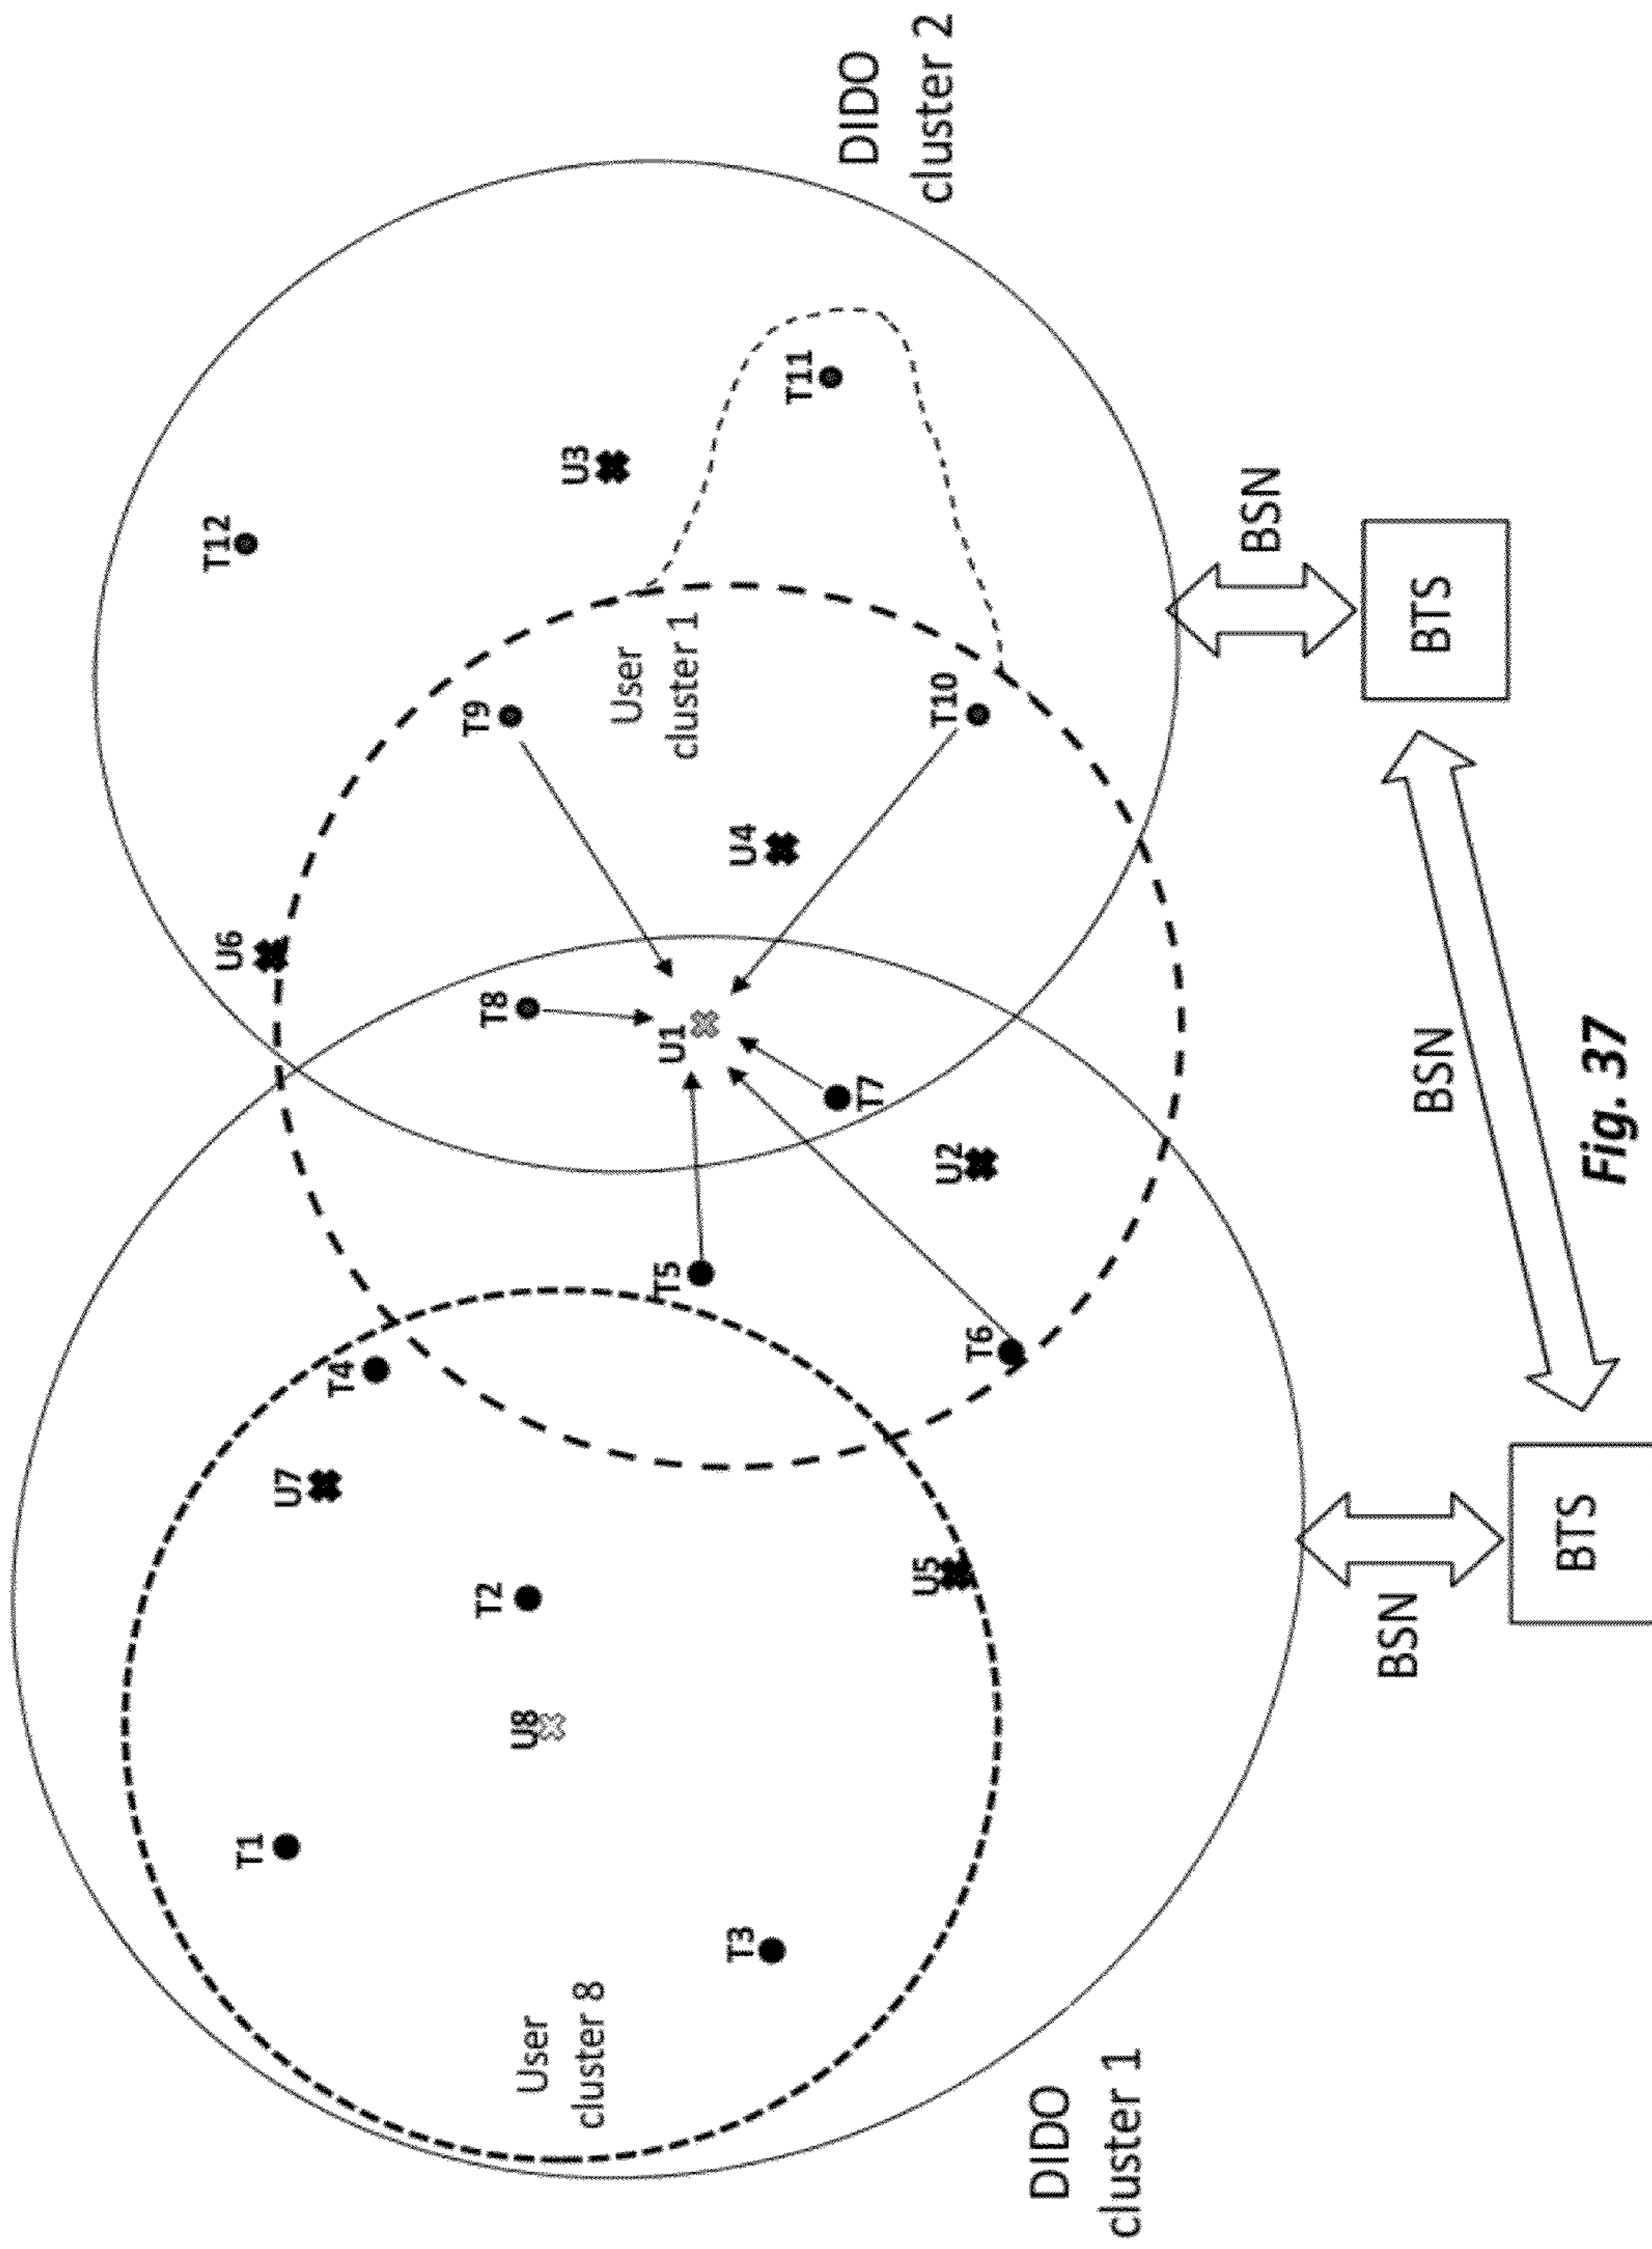 DIDO
cluster 2
T12
U3
T11
T9
User
cluster 1
T10
U4
U6
T8
U1
T7
U2
T5
T6
T4
U7
T2
U5
U8
T1
T3
User
cluster 8
DIDO
cluster 1
BSN
BTS
BSN
BSN
BTS
Fig. 37